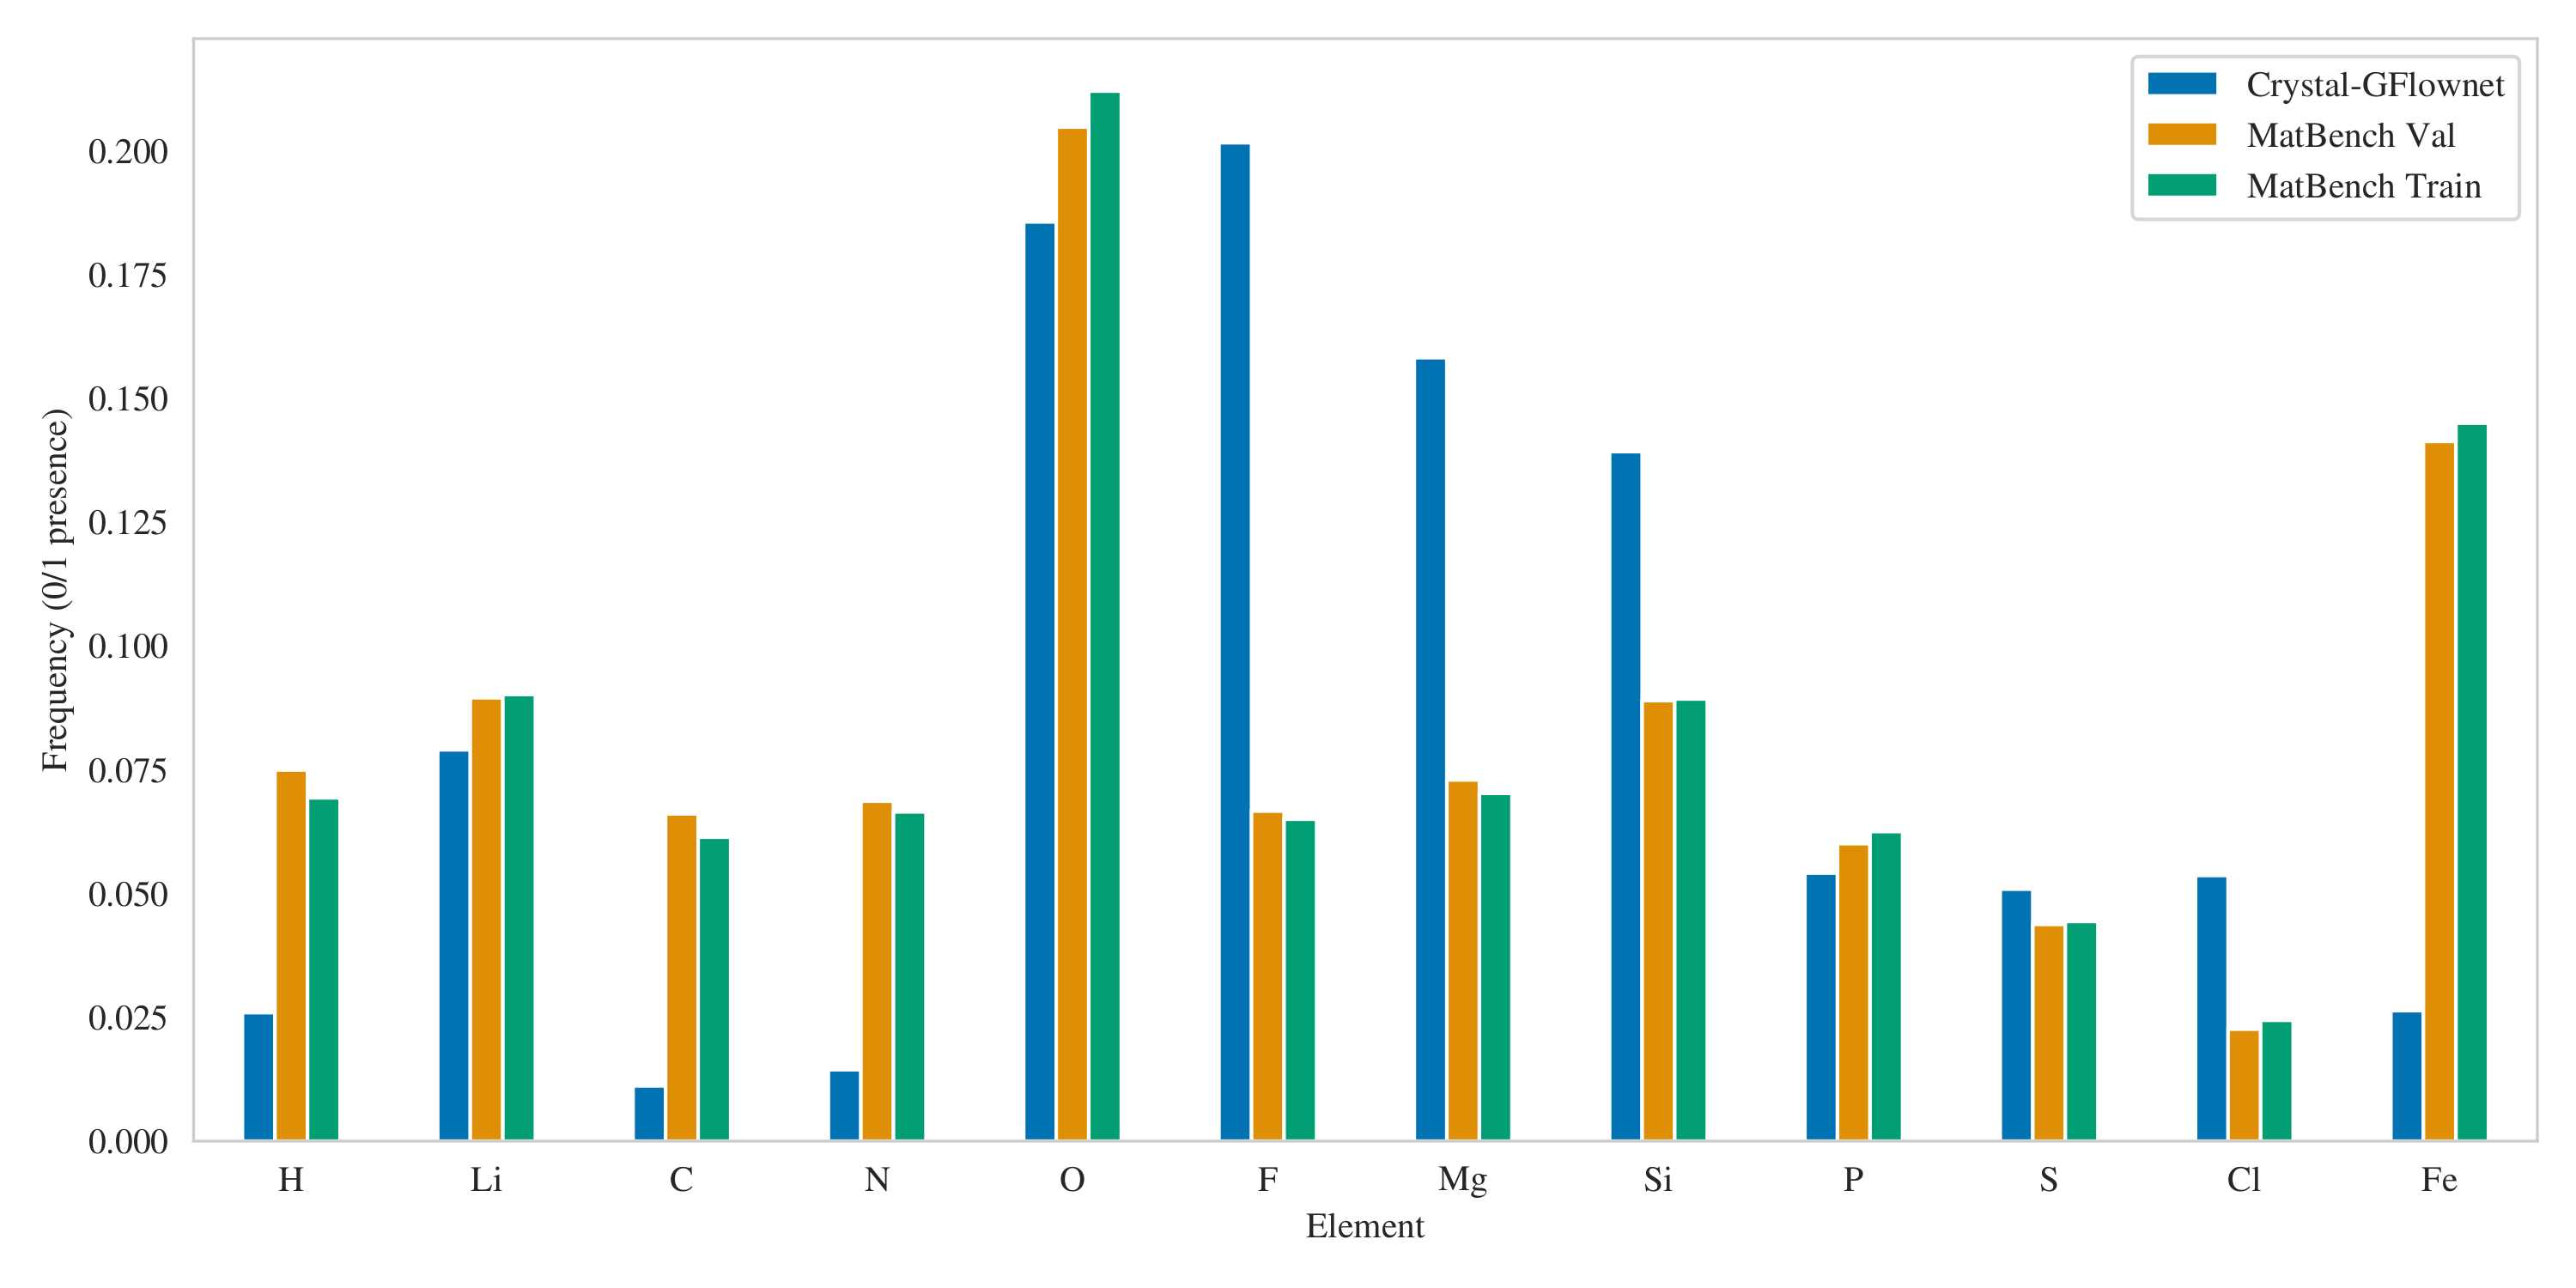 Crystal-GFlownet
MatBench Val
MatBench Train
Frequency (0/1 presence)
0.200
0.175
0.150
0.125
0.100
0.075
0.050
0.025
0.000
H Li C N O F Mg Si P S Cl Fe
Element